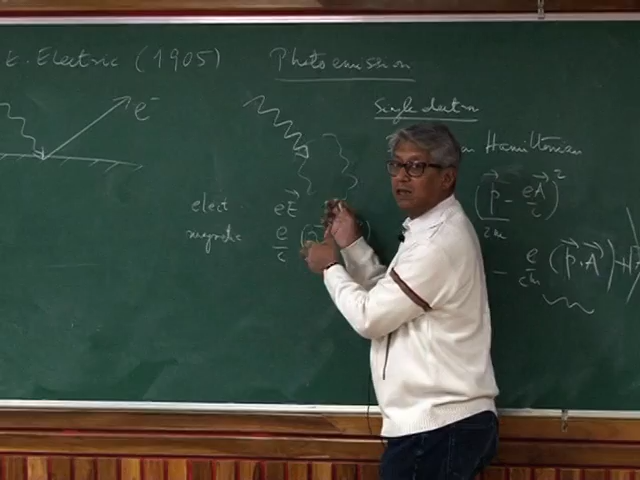 E. Electric (1905)
Photoemission
e⁻
Single electron
Hamiltonian
elect
eE⃗
magnetic
e/c
(p⃗ - eA⃗/c)²
2m
- e/cm (p⃗·A⃗) +